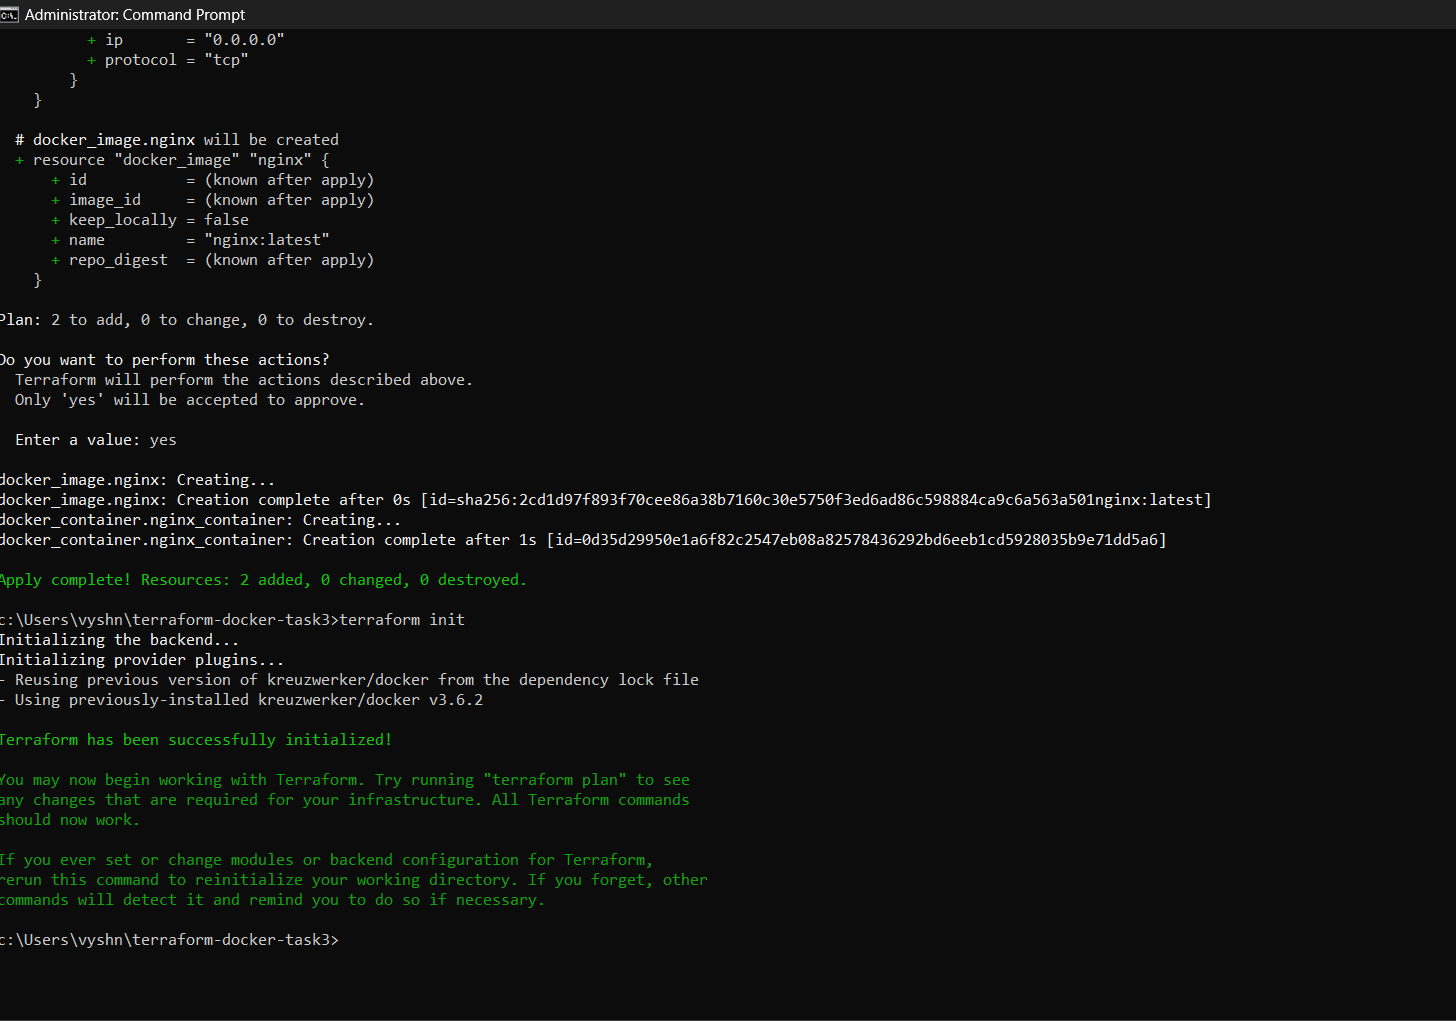 Administrator: Command Prompt
+ ip       = "0.0.0.0"
+ protocol = "tcp"
}
}
# docker_image.nginx will be created
+ resource "docker_image" "nginx" {
+ id           = (known after apply)
+ image_id     = (known after apply)
+ keep_locally = false
+ name         = "nginx:latest"
+ repo_digest  = (known after apply)
}
Plan: 2 to add, 0 to change, 0 to destroy.
Do you want to perform these actions?
Terraform will perform the actions described above.
Only 'yes' will be accepted to approve.
Enter a value: yes
docker_image.nginx: Creating...
docker_image.nginx: Creation complete after 0s [id=sha256:2cd1d97f893f70cee86a38b7160c30e5750f3ed6ad86c598884ca9c6a563a501nginx:latest]
docker_container.nginx_container: Creating...
docker_container.nginx_container: Creation complete after 1s [id=0d35d29950e1a6f82c2547eb08a82578436292bd6eeb1cd5928035b9e71dd5a6]
Apply complete! Resources: 2 added, 0 changed, 0 destroyed.
c:\Users\vyshn\terraform-docker-task3>terraform init
Initializing the backend...
Initializing provider plugins...
- Reusing previous version of kreuzwerker/docker from the dependency lock file
- Using previously-installed kreuzwerker/docker v3.6.2
Terraform has been successfully initialized!
You may now begin working with Terraform. Try running "terraform plan" to see
any changes that are required for your infrastructure. All Terraform commands
should now work.
If you ever set or change modules or backend configuration for Terraform,
rerun this command to reinitialize your working directory. If you forget, other
commands will detect it and remind you to do so if necessary.
c:\Users\vyshn\terraform-docker-task3>